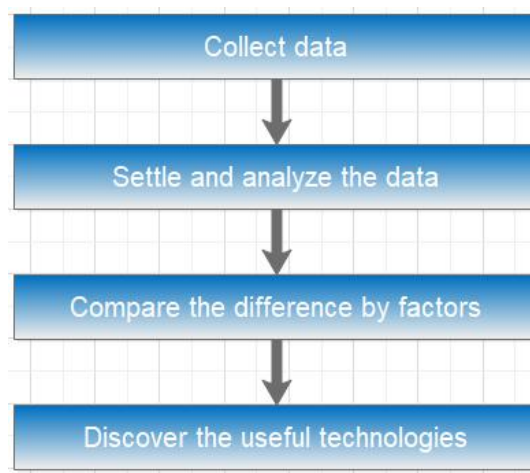 Collect data
Settle and analyze the data
Compare the difference by factors
Discover the useful technologies